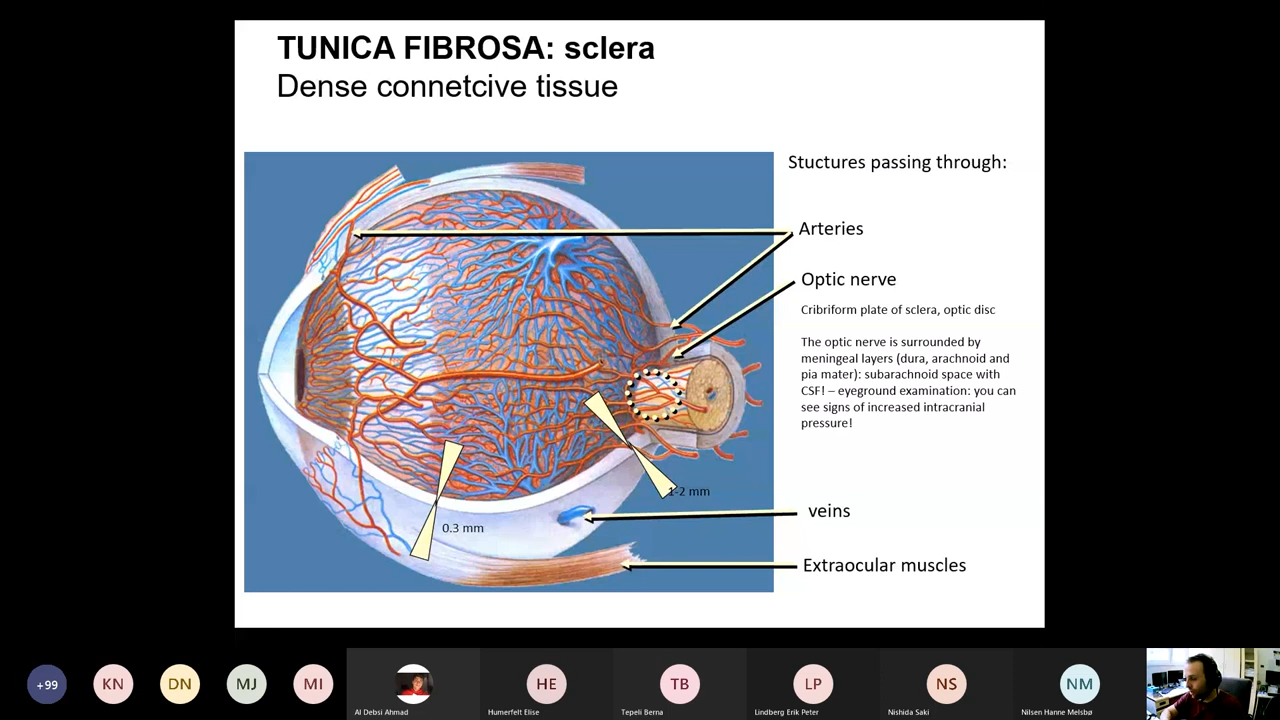 TUNICA FIBROSA: sclera
Dense connetcive tissue
Stuctures passing through:
Arteries
Optic nerve
Cribriform plate of sclera, optic disc
The optic nerve is surrounded by
meningeal layers (dura, arachnoid and
pia mater): subarachnoid space with
CSF! – eyeground examination: you can
see signs of increased intracranial
pressure!
1-2 mm
veins
0.3 mm
Extraocular muscles
+99
KN
DN
MJ
MI
HE
TB
LP
NS
NM
Al Debsi Ahmad
Humerfelt Elise
Tepeli Berna
Lindberg Erik Peter
Nishida Saki
Nilsen Hanne Melsbø